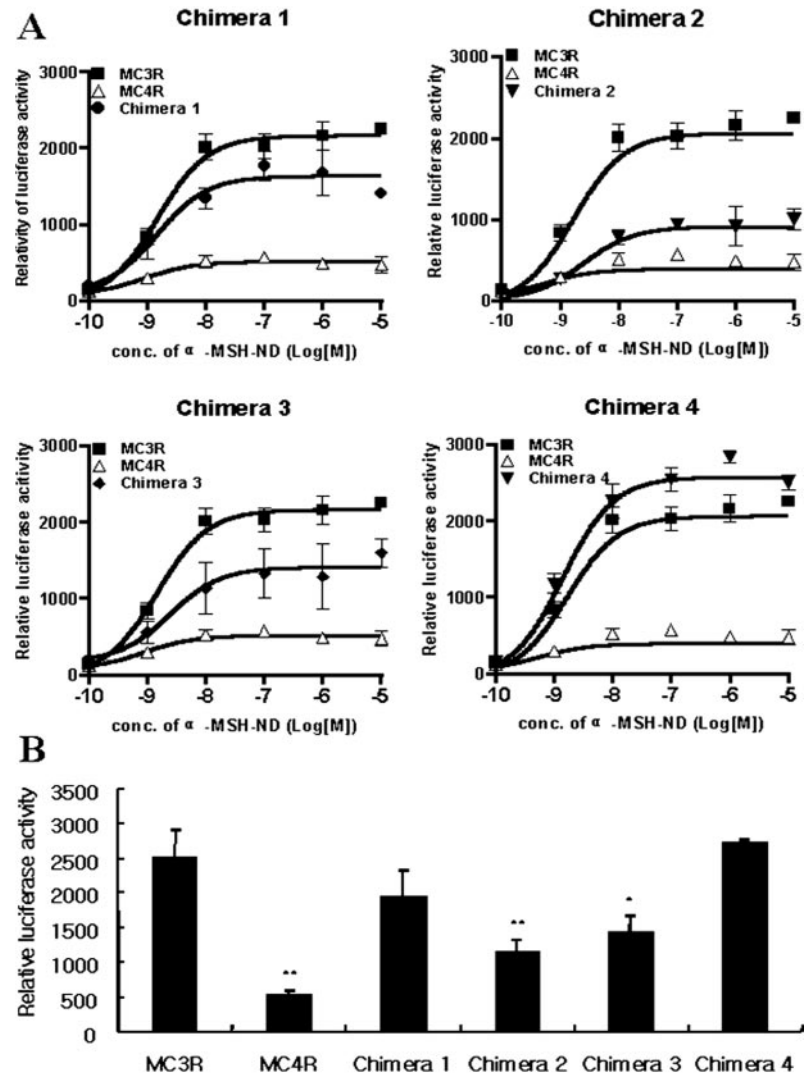 A
Chimera 1
Relativity of luciferase activity
3000
2000
1000
0
MC3R
MC4R
Chimera 1
-10 -9 -8 -7 -6 -5
conc. of α -MSH-ND (Log[M])
Chimera 2
Relative luciferase activity
3000
2000
1000
0
MC3R
MC4R
Chimera 2
-10 -9 -8 -7 -6 -5
conc. of α -MSH-ND (Log[M])
Chimera 3
Relative luciferase acitivity
3000
2000
1000
0
MC3R
MC4R
Chimera 3
-10 -9 -8 -7 -6 -5
conc. of α -MSH-ND (Log[M])
Chimera 4
Relative luciferase activity
3000
2000
1000
0
MC3R
MC4R
Chimera 4
-10 -9 -8 -7 -6 -5
conc. of α -MSH-ND (Log[M])
B
Relative luciferase activity
3500
3000
2500
2000
1500
1000
500
0
** ** *
MC3R MC4R Chimera 1 Chimera 2 Chimera 3 Chimera 4